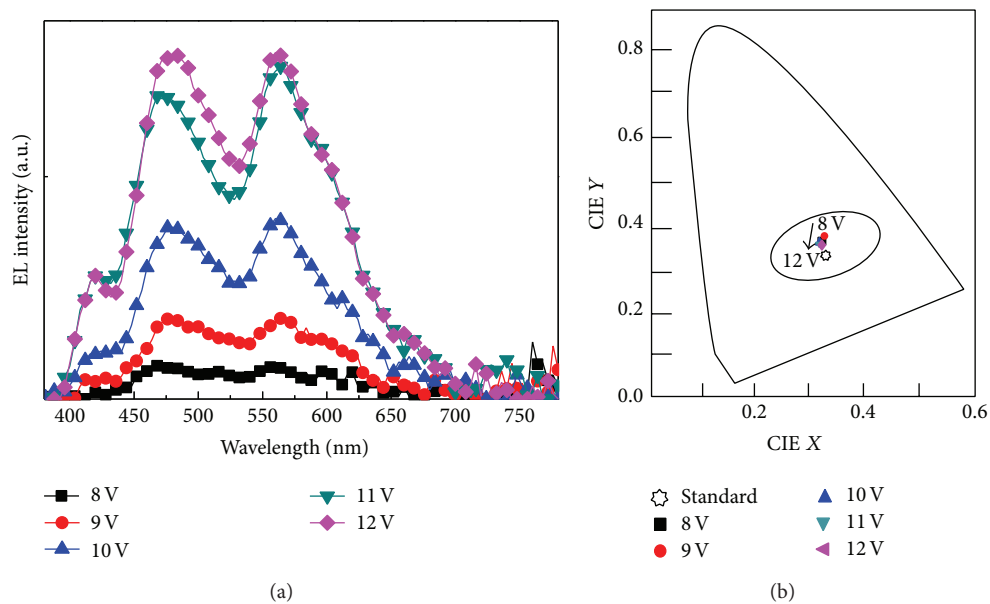 EL intensity (a.u.)
400 450 500 550 600 650 700 750
Wavelength (nm)
8 V
9 V
10 V
11 V
12 V
(a)
CIE Y
0.8
0.6
0.4
0.2
0.0
8 V
12 V
0.2 0.4 0.6
CIE X
Standard
8 V
9 V
10 V
11 V
12 V
(b)